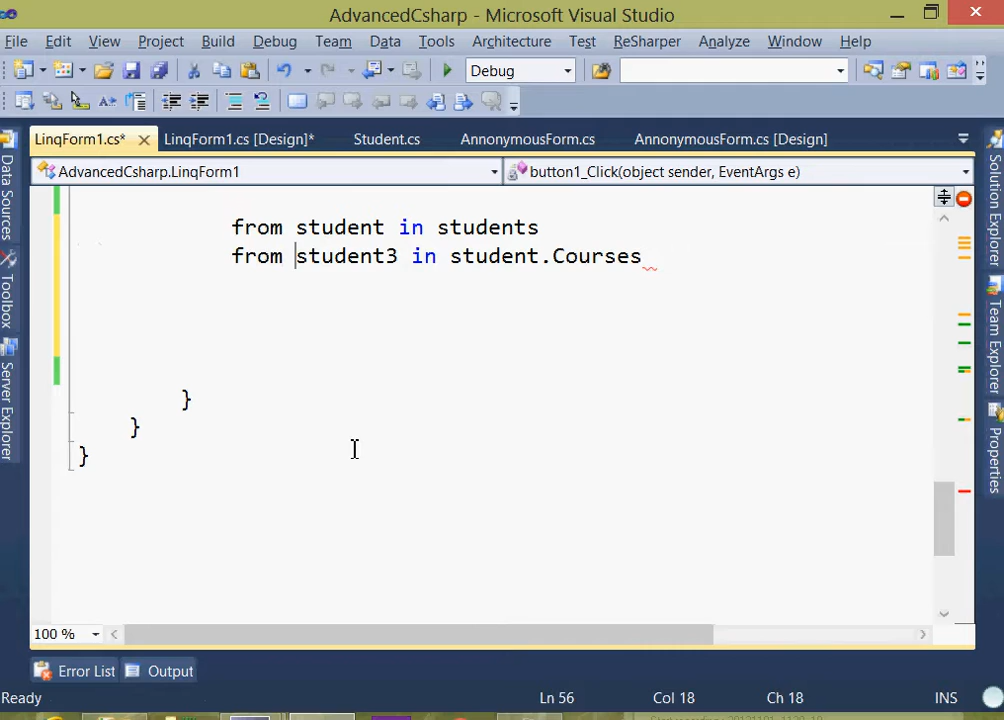 AdvancedCsharp - Microsoft Visual Studio
File Edit View Project Build Debug Team Data Tools Architecture Test ReSharper Analyze Window Help
Debug
LinqForm1.cs* LinqForm1.cs [Design]* Student.cs AnnonymousForm.cs AnnonymousForm.cs [Design]
AdvancedCsharp.LinqForm1 button1_Click(object sender, EventArgs e)
Data Sources
Toolbox
Server Explorer
from student in students
from student3 in student.Courses
}
}
}
Solution Explorer
Team Explorer
Properties
100 %
Error List Output
Ready Ln 56 Col 18 Ch 18 INS